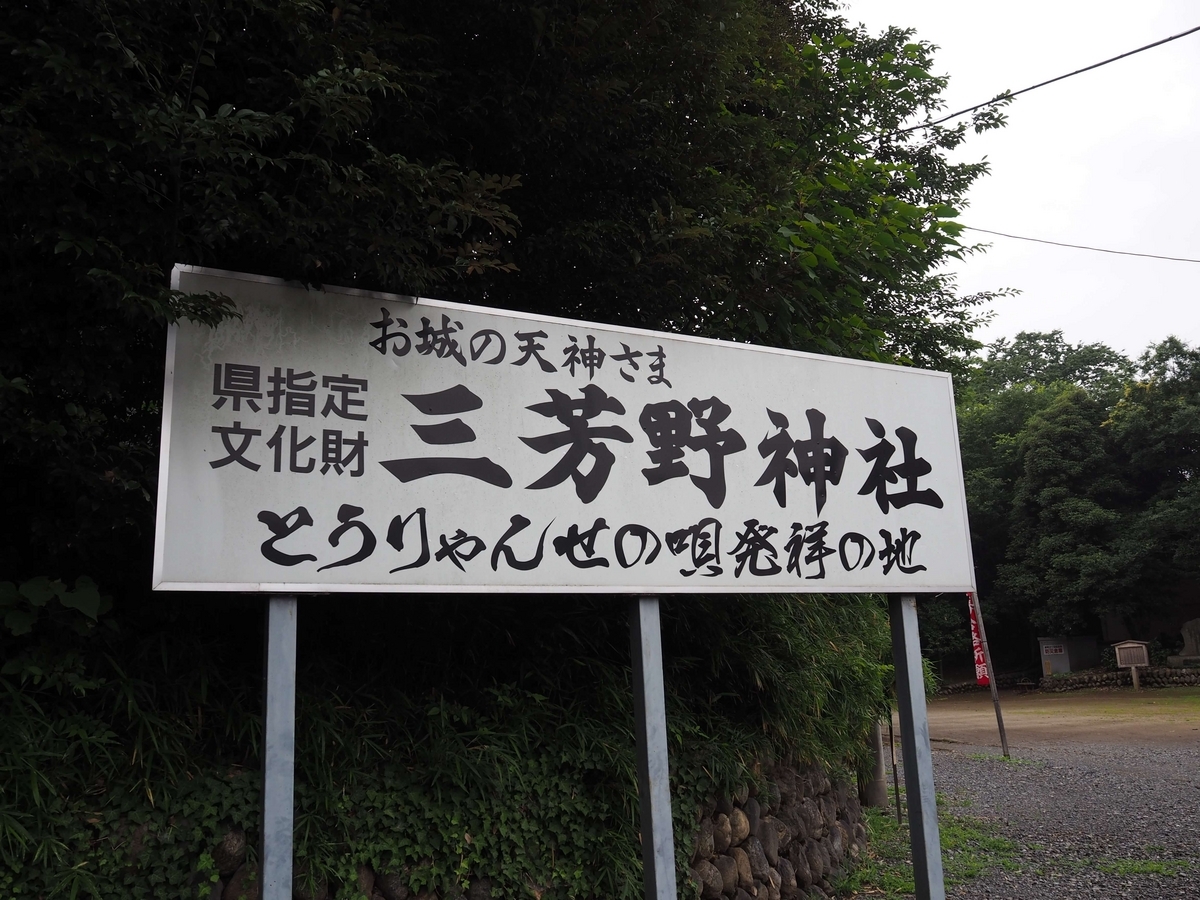 お城の天神さま
県指定
文化財
三芳野神社
とうりゃんせの唄発祥の地